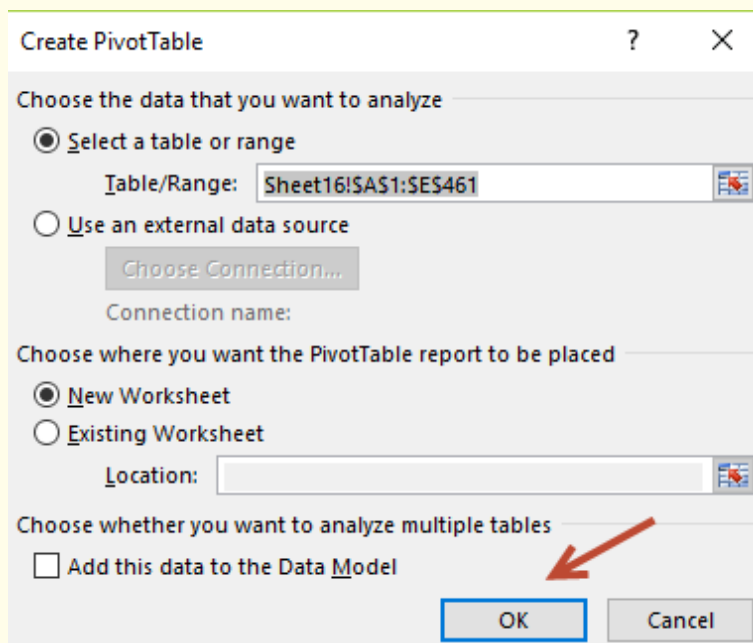 Create PivotTable ? ×
Choose the data that you want to analyze
Select a table or range
Table/Range: Sheet16!$A$1:$E$461
Use an external data source
Choose Connection...
Connection name:
Choose where you want the PivotTable report to be placed
New Worksheet
Existing Worksheet
Location:
Choose whether you want to analyze multiple tables
Add this data to the Data Model
OK Cancel